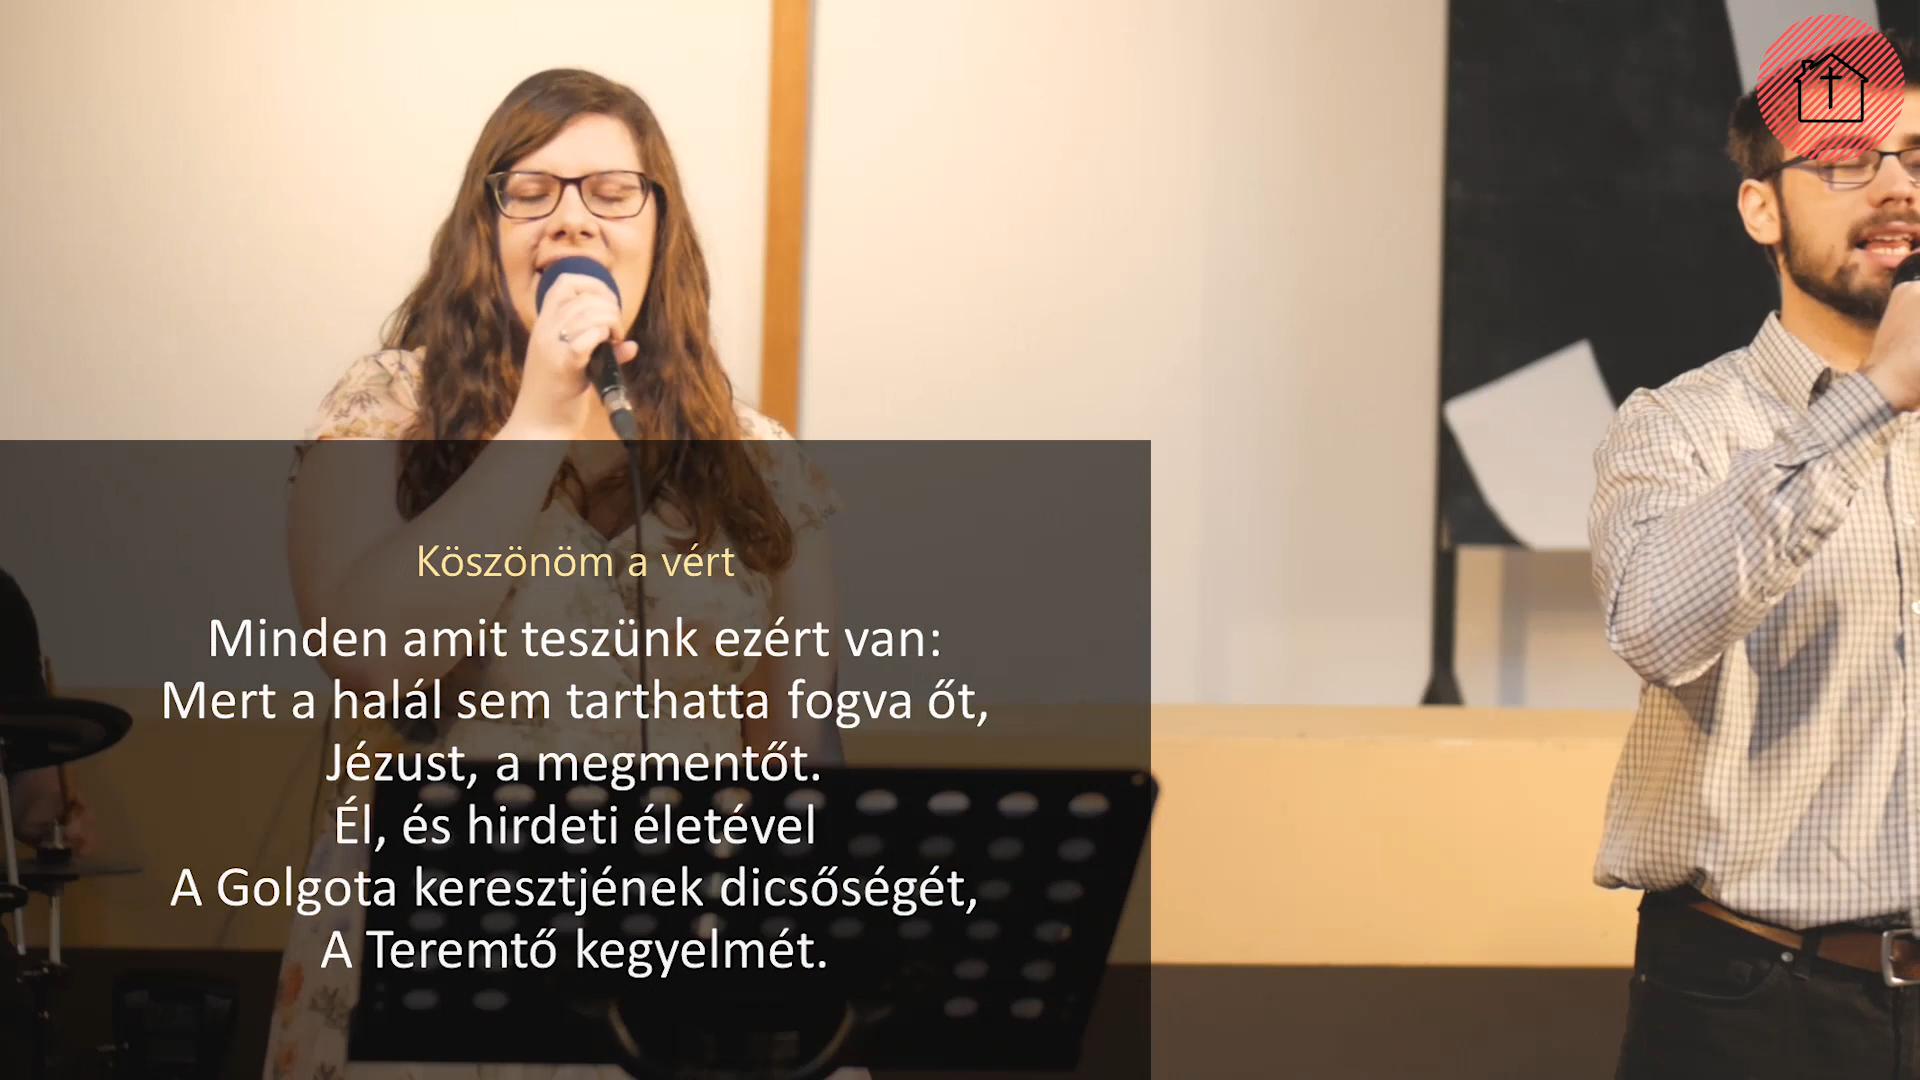 Köszönöm a vért
Minden amit teszünk ezért van:
Mert a halál sem tarthatta fogva őt,
Jézust, a megmentőt.
Él, és hirdeti életével
A Golgota keresztjének dicsőségét,
A Teremtő kegyelmét.